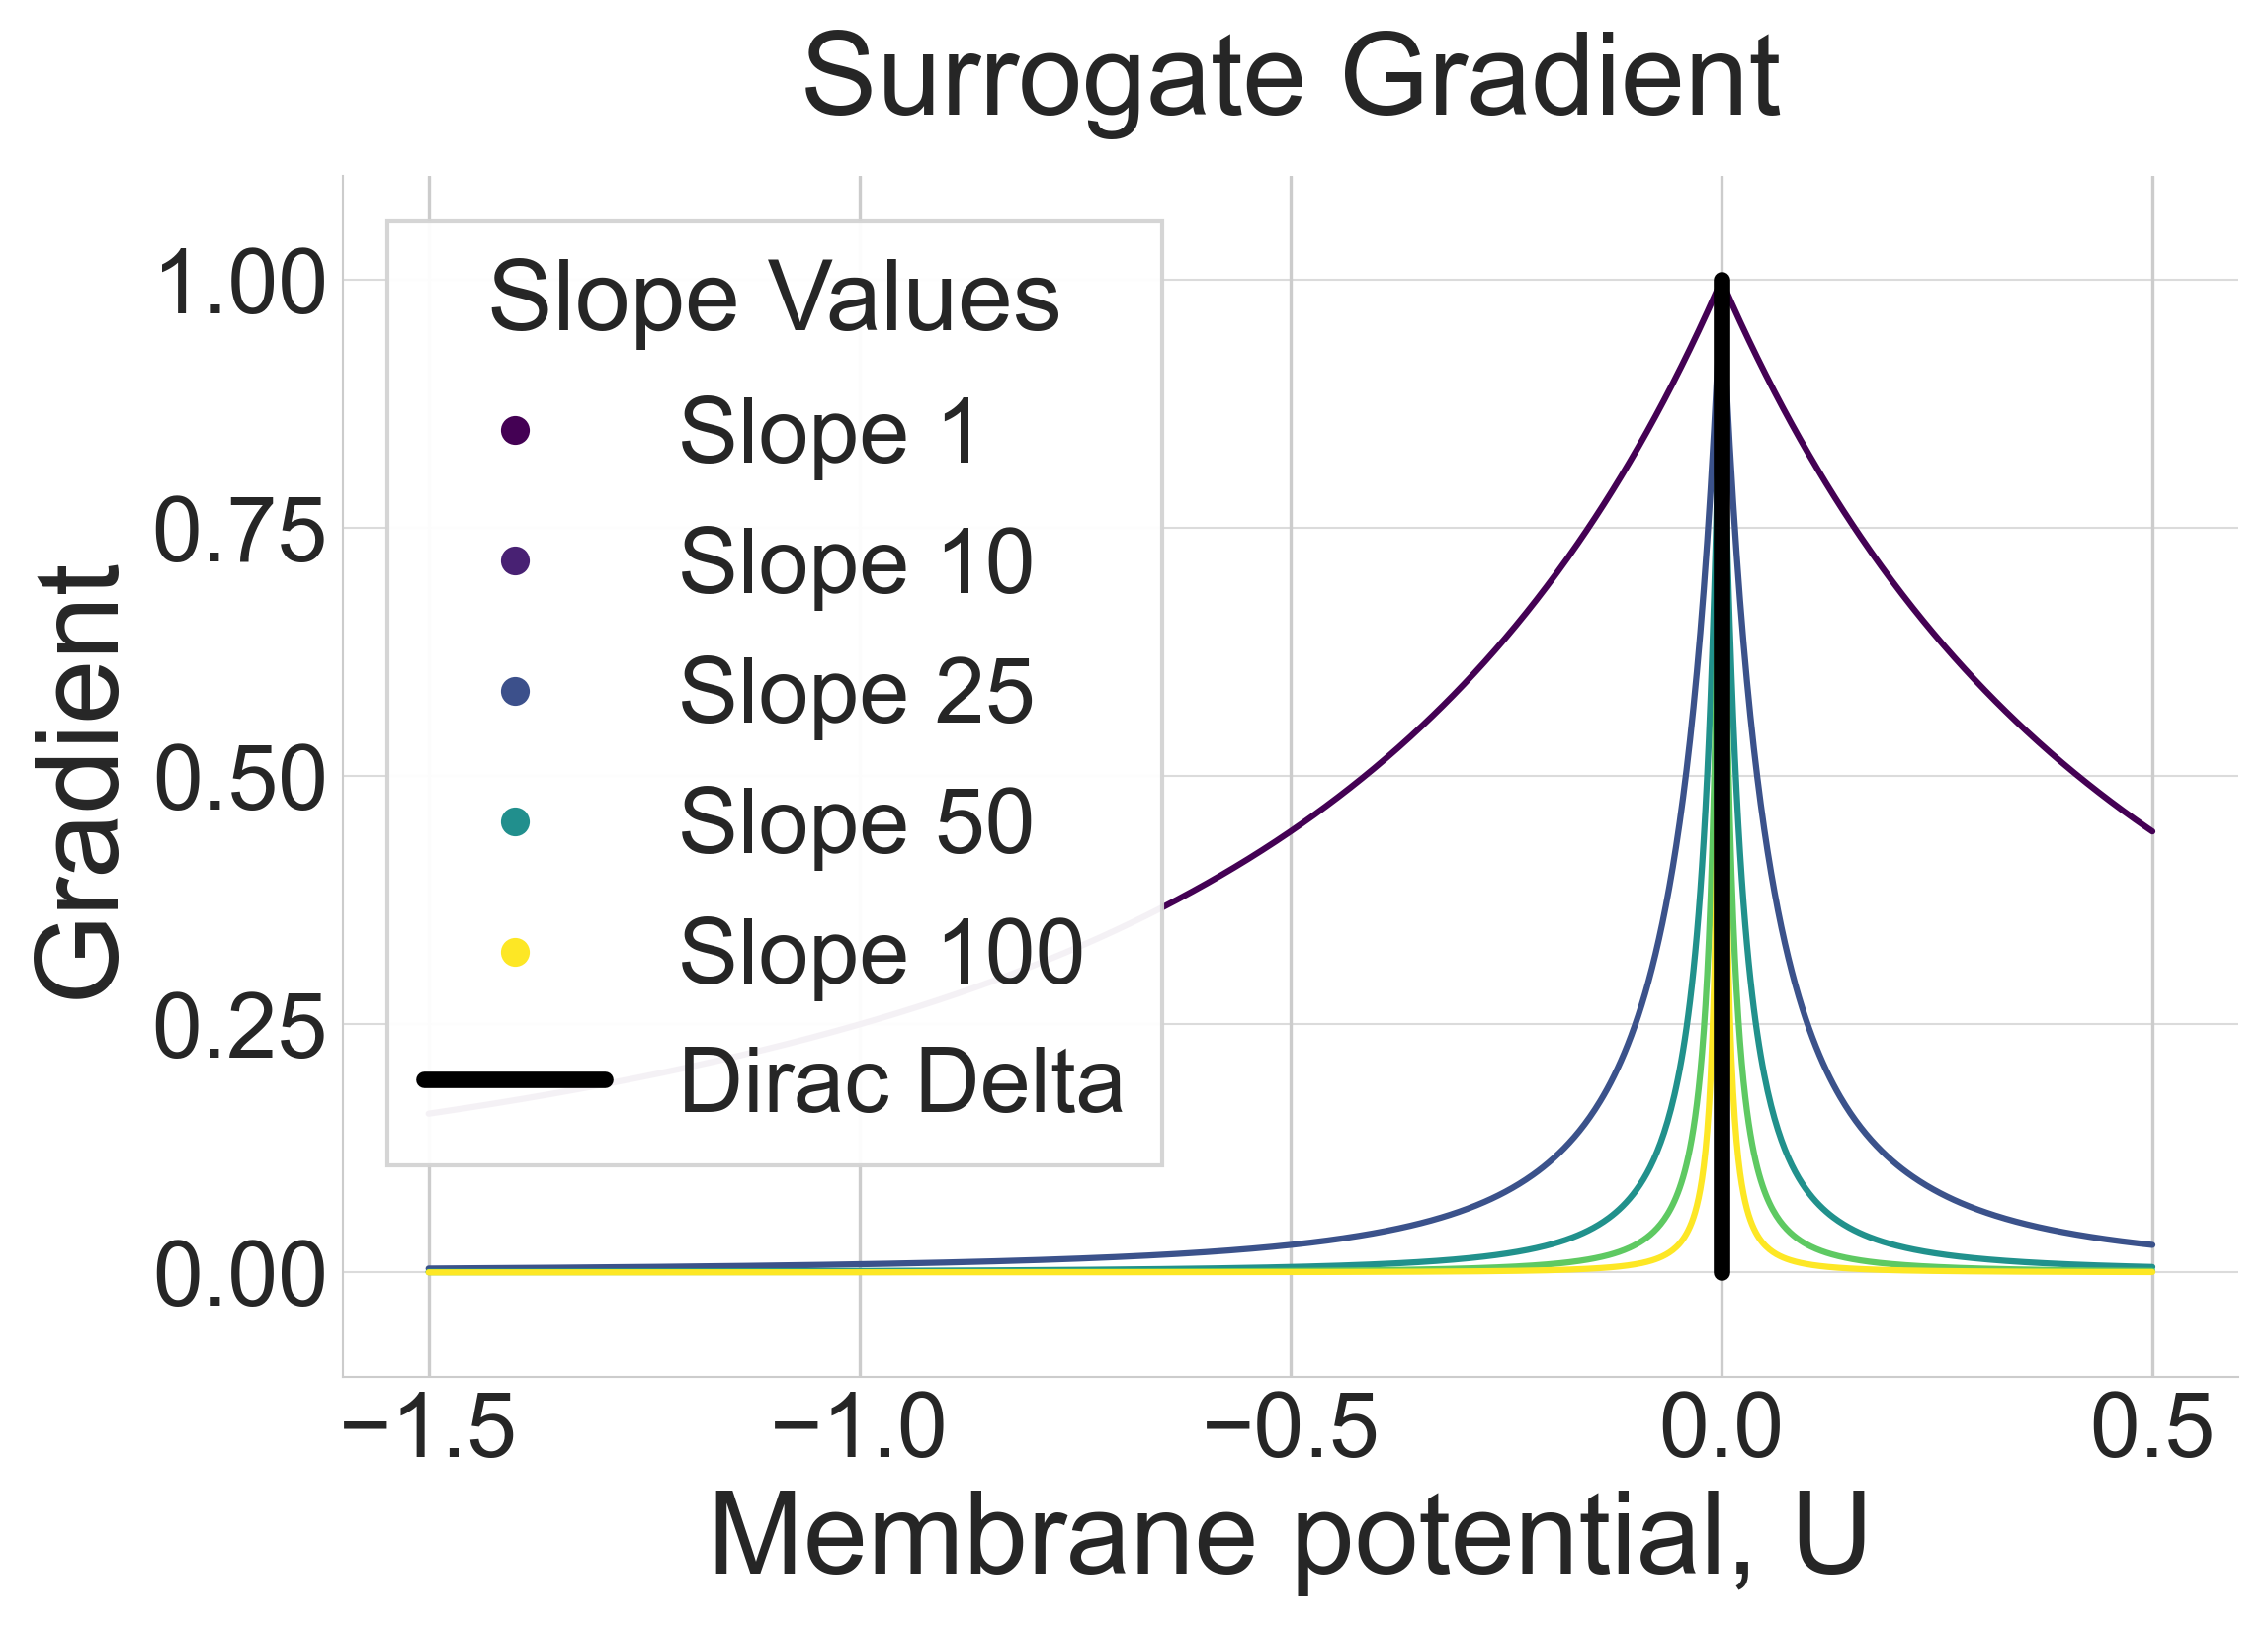 Surrogate Gradient
Slope Values
Slope 1
Slope 10
Slope 25
Slope 50
Slope 100
Dirac Delta
Gradient
1.00
0.75
0.50
0.25
0.00
−1.5 −1.0 −0.5 0.0 0.5
Membrane potential, U